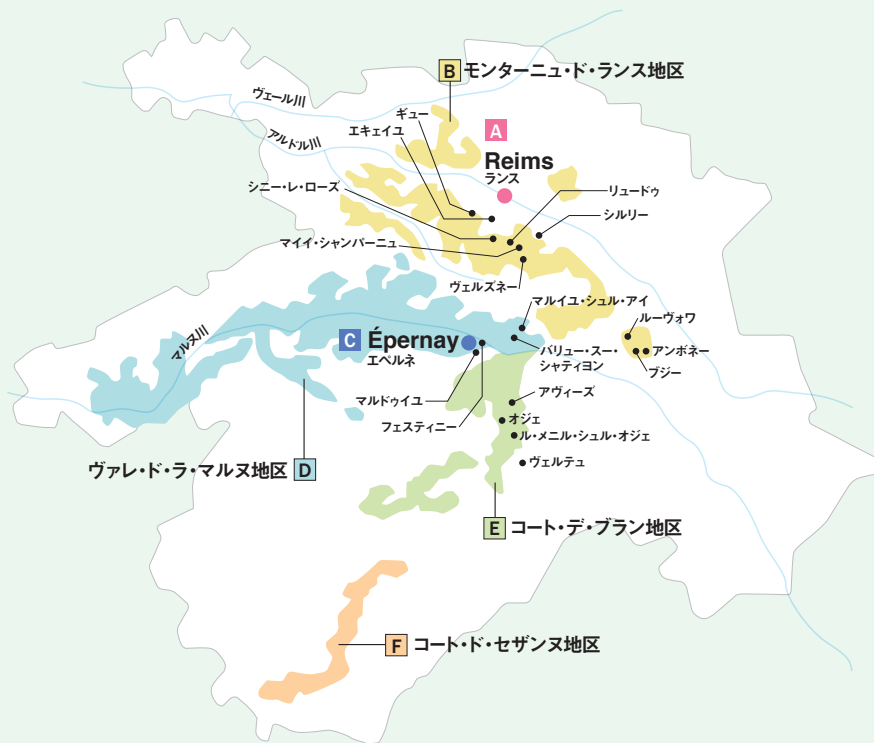 B モンターニュ・ド・ランス地区
ヴェール川
ギュー
エキェイユ
A
アルドル川
Reims
ランス
シニー・レ・ローズ
リュードゥ
シルリー
マイイ・シャンパーニュ
ヴェルズネー
マルイユ・シュル・アイ
ルーヴォワ
マルヌ川
C Épernay
エペルネ
バリュー・スー・
シャティヨン
アンボネー
ブジー
マルドゥイユ
アヴィーズ
フェスティニー
オジェ
ル・メニル・シュル・オジェ
ヴェルテュ
ヴァレ・ド・ラ・マルヌ地区 D
E コート・デ・ブラン地区
F コート・ド・セザンヌ地区